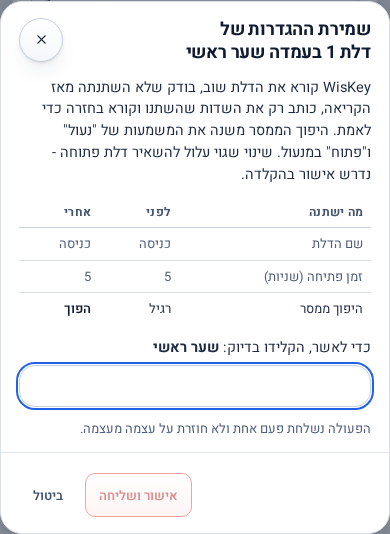 שמירת ההגדרות של
דלת 1 בעמדה שער ראשי
×
WisKey קורא את הדלת שוב, בודק שלא השתנתה מאז
הקריאה, כותב רק את השדות שהשתנו וקורא בחזרה כדי
לאמת. היפוך הממסר משנה את המשמעות של "נעול"
ו"פתוח" במנעול. שינוי שגוי עלול להשאיר דלת פתוחה -
נדרש אישור בהקלדה.
מה ישתנה לפני אחרי
שם הדלת כניסה כניסה
זמן פתיחה (שניות) 5 5
היפוך ממסר רגיל הפוך
כדי לאשר, הקלידו בדיוק: שער ראשי
הפעולה נשלחת פעם אחת ולא חוזרת על עצמה מעצמה.
אישור ושליחה ביטול